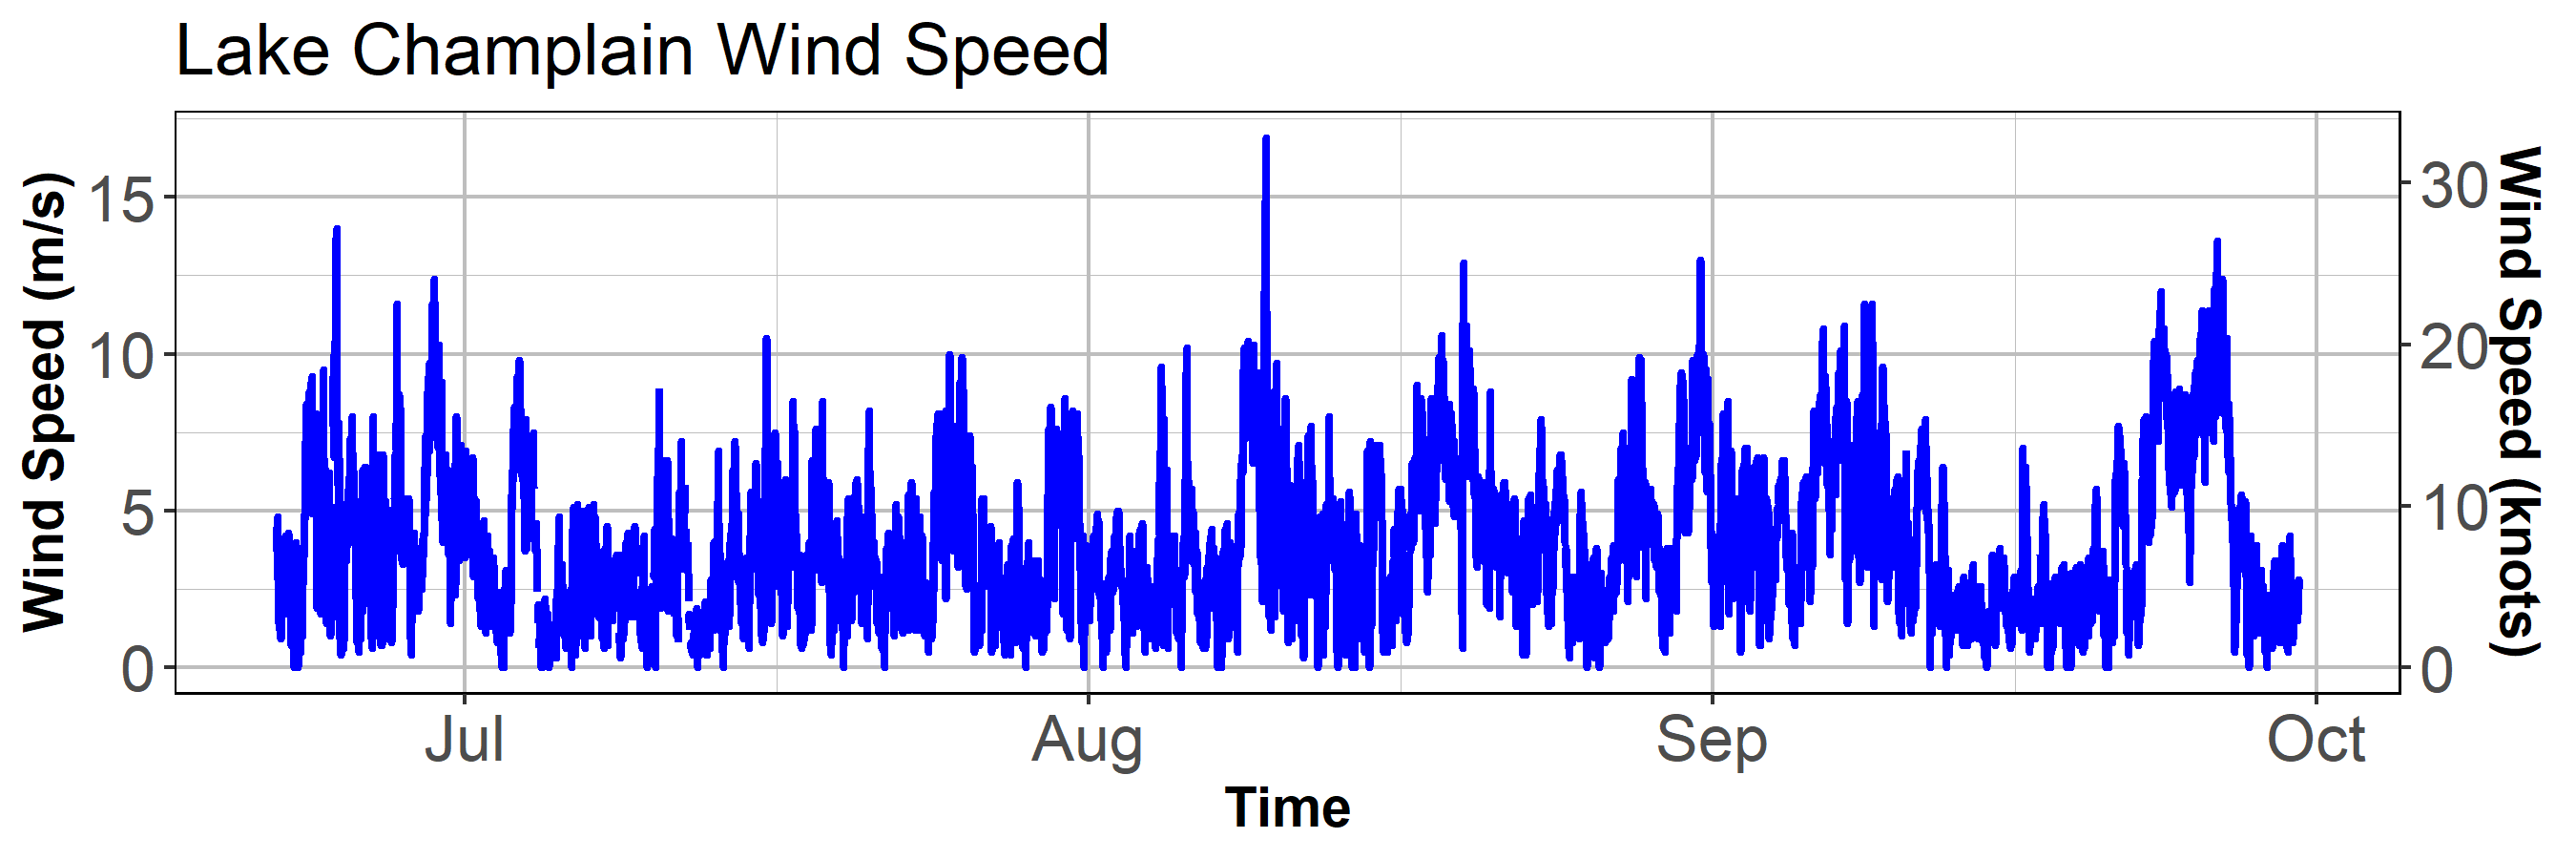 Lake Champlain Wind Speed
Wind Speed (m/s)
15
10
5
0
30
20
10
0
Wind Speed (knots)
Jul
Aug
Sep
Oct
Time